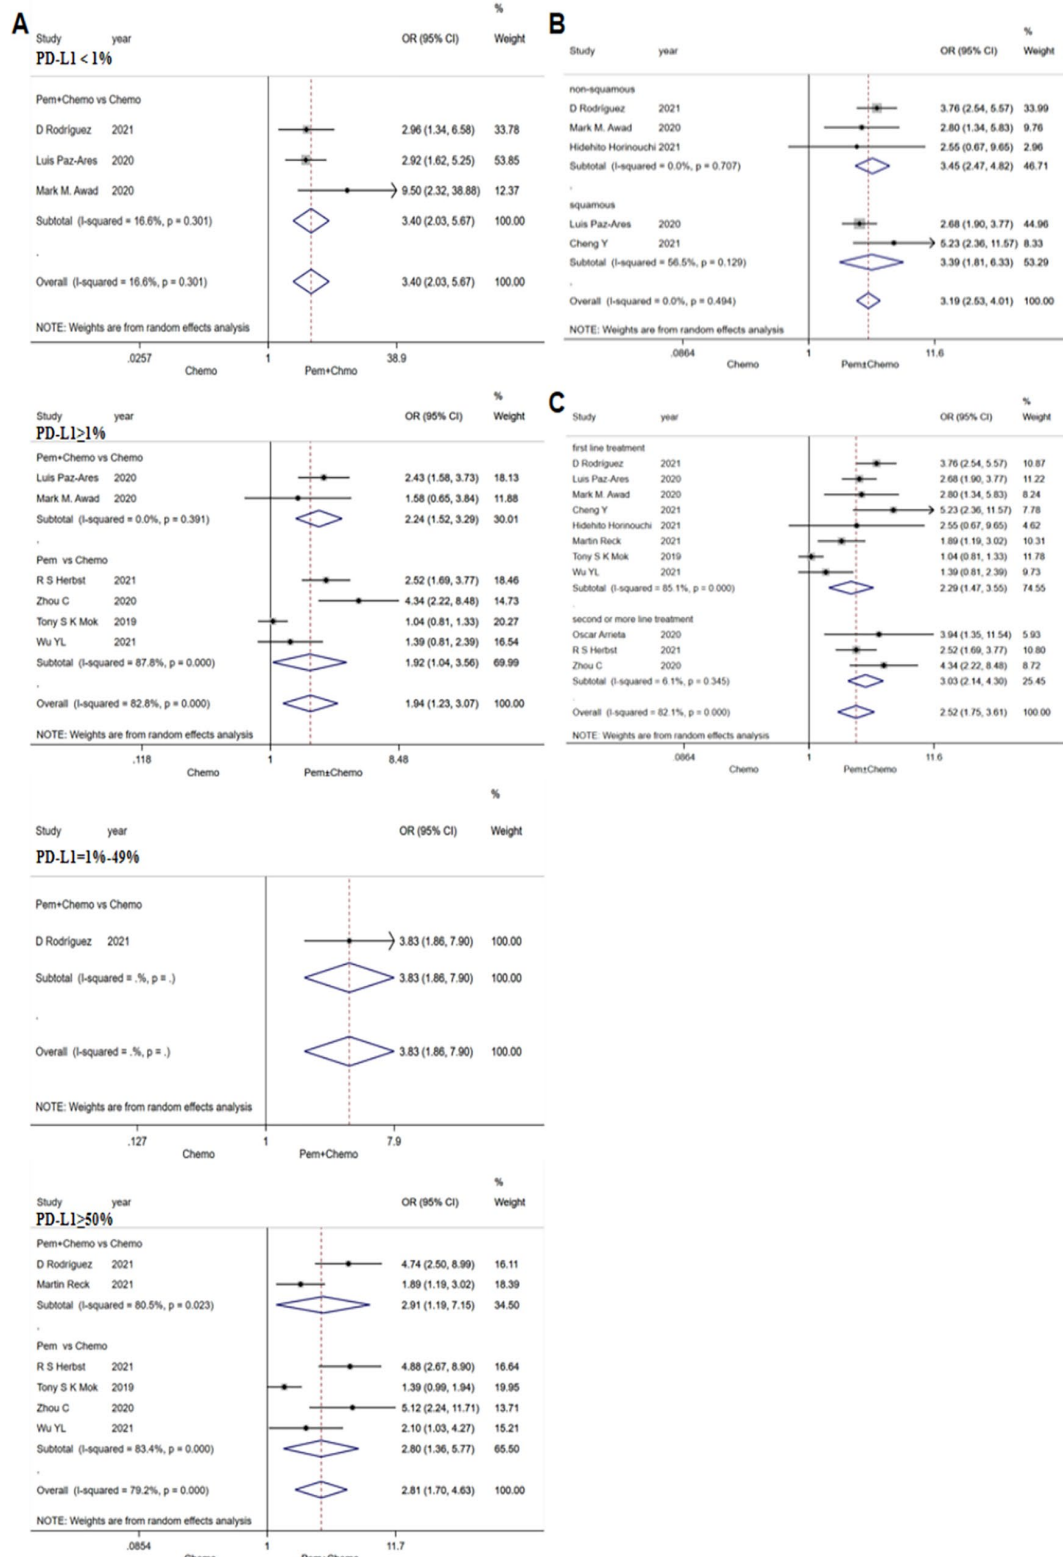 A
%
Study year OR (95% CI) Weight
PD-L1 < 1%
Pem+Chemo vs Chemo
D Rodríguez 2021 2.96 (1.34, 6.58) 33.78
Luis Paz-Ares 2020 2.92 (1.62, 5.25) 53.85
Mark M. Awad 2020 9.50 (2.32, 38.88) 12.37
Subtotal (I-squared = 16.6%, p = 0.301) 3.40 (2.03, 5.67) 100.00
.
Overall (I-squared = 16.6%, p = 0.301) 3.40 (2.03, 5.67) 100.00
NOTE: Weights are from random effects analysis
.0257 1 38.9
Chemo Pem+Chmo
%
Study year OR (95% CI) Weight
PD-L1≥1%
Pem+Chemo vs Chemo
Luis Paz-Ares 2020 2.43 (1.58, 3.73) 18.13
Mark M. Awad 2020 1.58 (0.65, 3.84) 11.88
Subtotal (I-squared = 0.0%, p = 0.391) 2.24 (1.52, 3.29) 30.01
.
Pem vs Chemo
R S Herbst 2021 2.52 (1.69, 3.77) 18.46
Zhou C 2020 4.34 (2.22, 8.48) 14.73
Tony S K Mok 2019 1.04 (0.81, 1.33) 20.27
Wu YL 2021 1.39 (0.81, 2.39) 16.54
Subtotal (I-squared = 87.8%, p = 0.000) 1.92 (1.04, 3.56) 69.99
.
Overall (I-squared = 82.8%, p = 0.000) 1.94 (1.23, 3.07) 100.00
NOTE: Weights are from random effects analysis
.118 1 8.48
Chemo Pem±Chemo
%
Study year OR (95% CI) Weight
PD-L1=1%-49%
Pem+Chemo vs Chemo
D Rodríguez 2021 3.83 (1.86, 7.90) 100.00
Subtotal (I-squared = .%, p = .) 3.83 (1.86, 7.90) 100.00
.
Overall (I-squared = .%, p = .) 3.83 (1.86, 7.90) 100.00
NOTE: Weights are from random effects analysis
.127 1 7.9
Chemo Pem+Chemo
%
Study year OR (95% CI) Weight
PD-L1≥50%
Pem+Chemo vs Chemo
D Rodríguez 2021 4.74 (2.50, 8.99) 16.11
Martin Reck 2021 1.89 (1.19, 3.02) 18.39
Subtotal (I-squared = 80.5%, p = 0.023) 2.91 (1.19, 7.15) 34.50
.
Pem vs Chemo
R S Herbst 2021 4.88 (2.67, 8.90) 16.64
Tony S K Mok 2019 1.39 (0.99, 1.94) 19.95
Zhou C 2020 5.12 (2.24, 11.71) 13.71
Wu YL 2021 2.10 (1.03, 4.27) 15.21
Subtotal (I-squared = 83.4%, p = 0.000) 2.80 (1.36, 5.77) 65.50
.
Overall (I-squared = 79.2%, p = 0.000) 2.81 (1.70, 4.63) 100.00
NOTE: Weights are from random effects analysis
.0854 1 11.7
B
%
Study year OR (95% CI) Weight
non-squamous
D Rodríguez 2021 3.76 (2.54, 5.57) 33.99
Mark M. Awad 2020 2.80 (1.34, 5.83) 9.76
Hidehito Horinouchi 2021 2.55 (0.67, 9.65) 2.96
Subtotal (I-squared = 0.0%, p = 0.707) 3.45 (2.47, 4.82) 46.71
.
squamous
Luis Paz-Ares 2020 2.68 (1.90, 3.77) 44.96
Cheng Y 2021 5.23 (2.36, 11.57) 8.33
Subtotal (I-squared = 56.5%, p = 0.129) 3.39 (1.81, 6.33) 53.29
.
Overall (I-squared = 0.0%, p = 0.494) 3.19 (2.53, 4.01) 100.00
NOTE: Weights are from random effects analysis
.0864 1 11.6
Chemo Pem±Chemo
C
%
Study year OR (95% CI) Weight
first line treatment
D Rodríguez 2021 3.76 (2.54, 5.57) 10.87
Luis Paz-Ares 2020 2.68 (1.90, 3.77) 11.22
Mark M. Awad 2020 2.80 (1.34, 5.83) 8.24
Cheng Y 2021 5.23 (2.36, 11.57) 7.78
Hidehito Horinouchi 2021 2.55 (0.67, 9.65) 4.62
Martin Reck 2021 1.89 (1.19, 3.02) 10.31
Tony S K Mok 2019 1.04 (0.81, 1.33) 11.78
Wu YL 2021 1.39 (0.81, 2.39) 9.73
Subtotal (I-squared = 85.1%, p = 0.000) 2.29 (1.47, 3.55) 74.55
.
second or more line treatment
Oscar Arrieta 2020 3.94 (1.35, 11.54) 5.93
R S Herbst 2021 2.52 (1.69, 3.77) 10.80
Zhou C 2020 4.34 (2.22, 8.48) 8.72
Subtotal (I-squared = 6.1%, p = 0.345) 3.03 (2.14, 4.30) 25.45
.
Overall (I-squared = 82.1%, p = 0.000) 2.52 (1.75, 3.61) 100.00
NOTE: Weights are from random effects analysis
.0864 1 11.6
Chemo Pem±Chemo